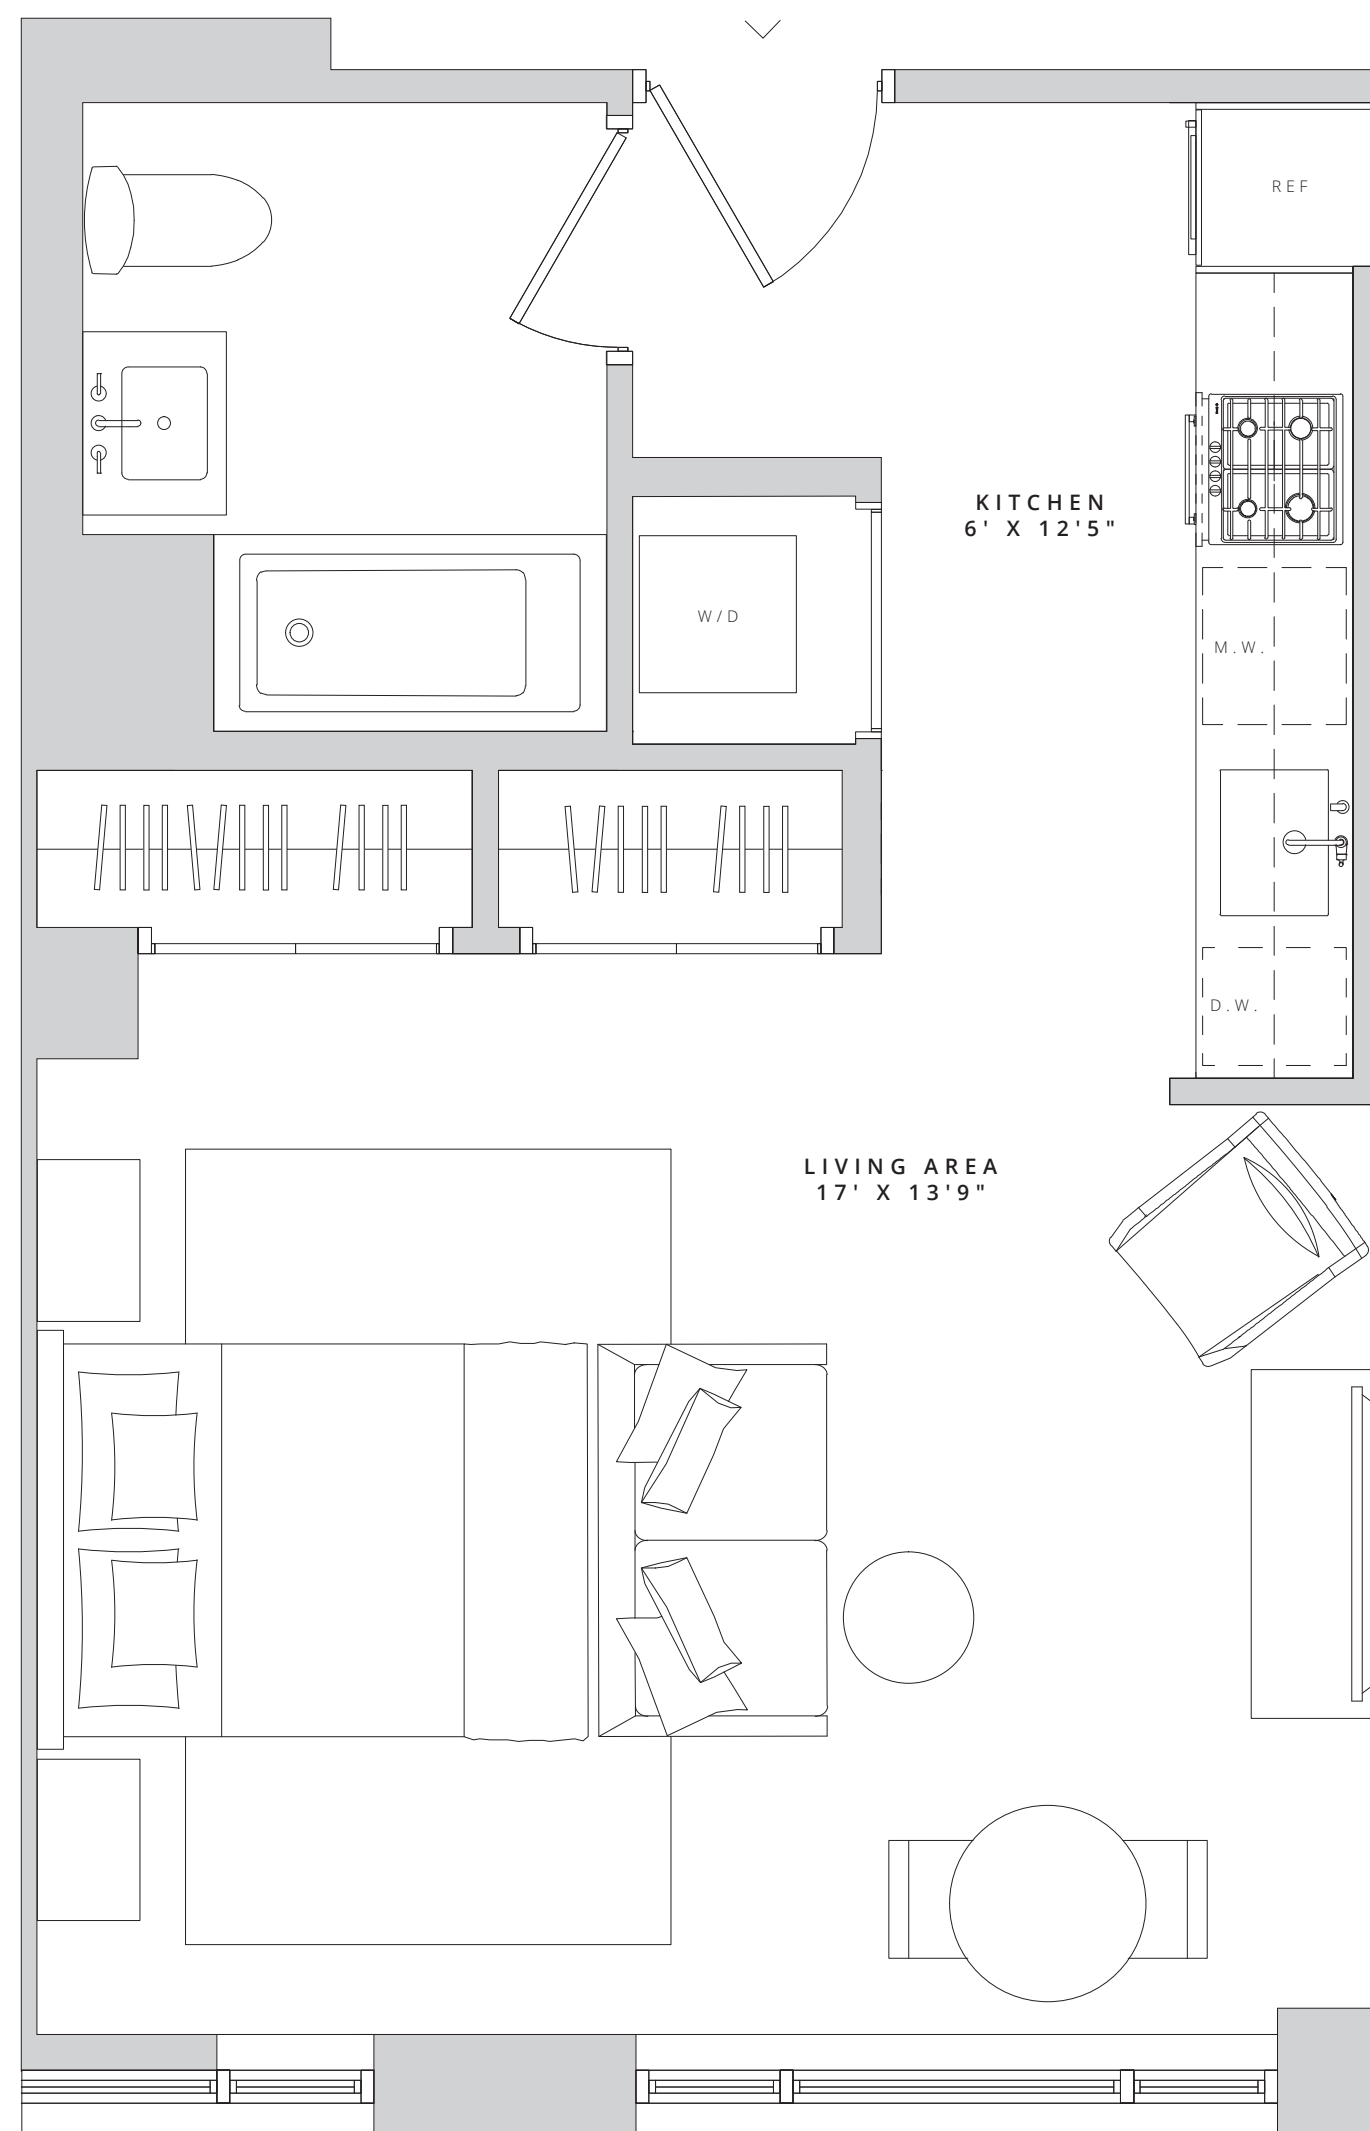 REF
KITCHEN
6' X 12'5"
W/D
M.W.
D.W.
LIVING AREA
17' X 13'9"